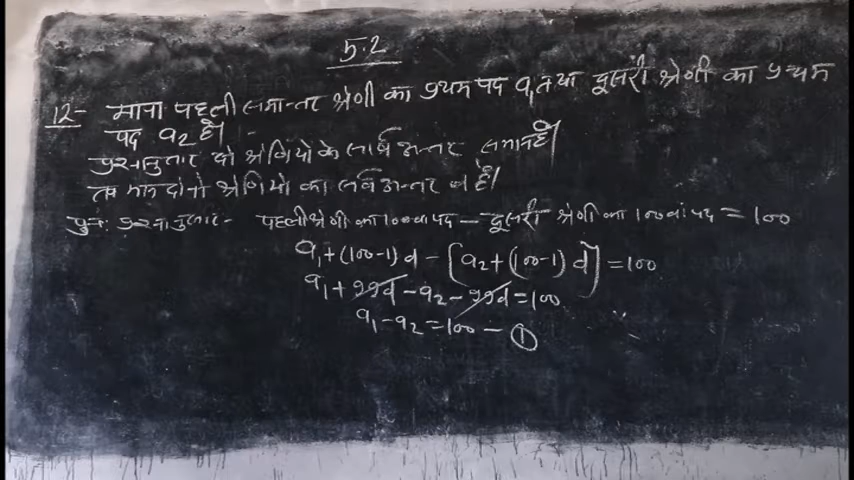 5.2
12- माना पहली समान्तर श्रेणी का प्रथम पद a₁ तथा दूसरी श्रेणी का प्रथम
पद a₂ है।
प्रश्नानुसार दो श्रेणियों के सार्व अन्तर समान है।
तब माना दोनो श्रेणियों का सर्व अन्तर d है।
पुनः प्रश्नानुसार- पहली श्रेणी का 100वा पद - दूसरी श्रेणी का 100वां पद = 100
a₁+(100-1)d - [a₂+(100-1)d] = 100
a₁+99d-a₂-99d=100
a₁-a₂=100 - ①